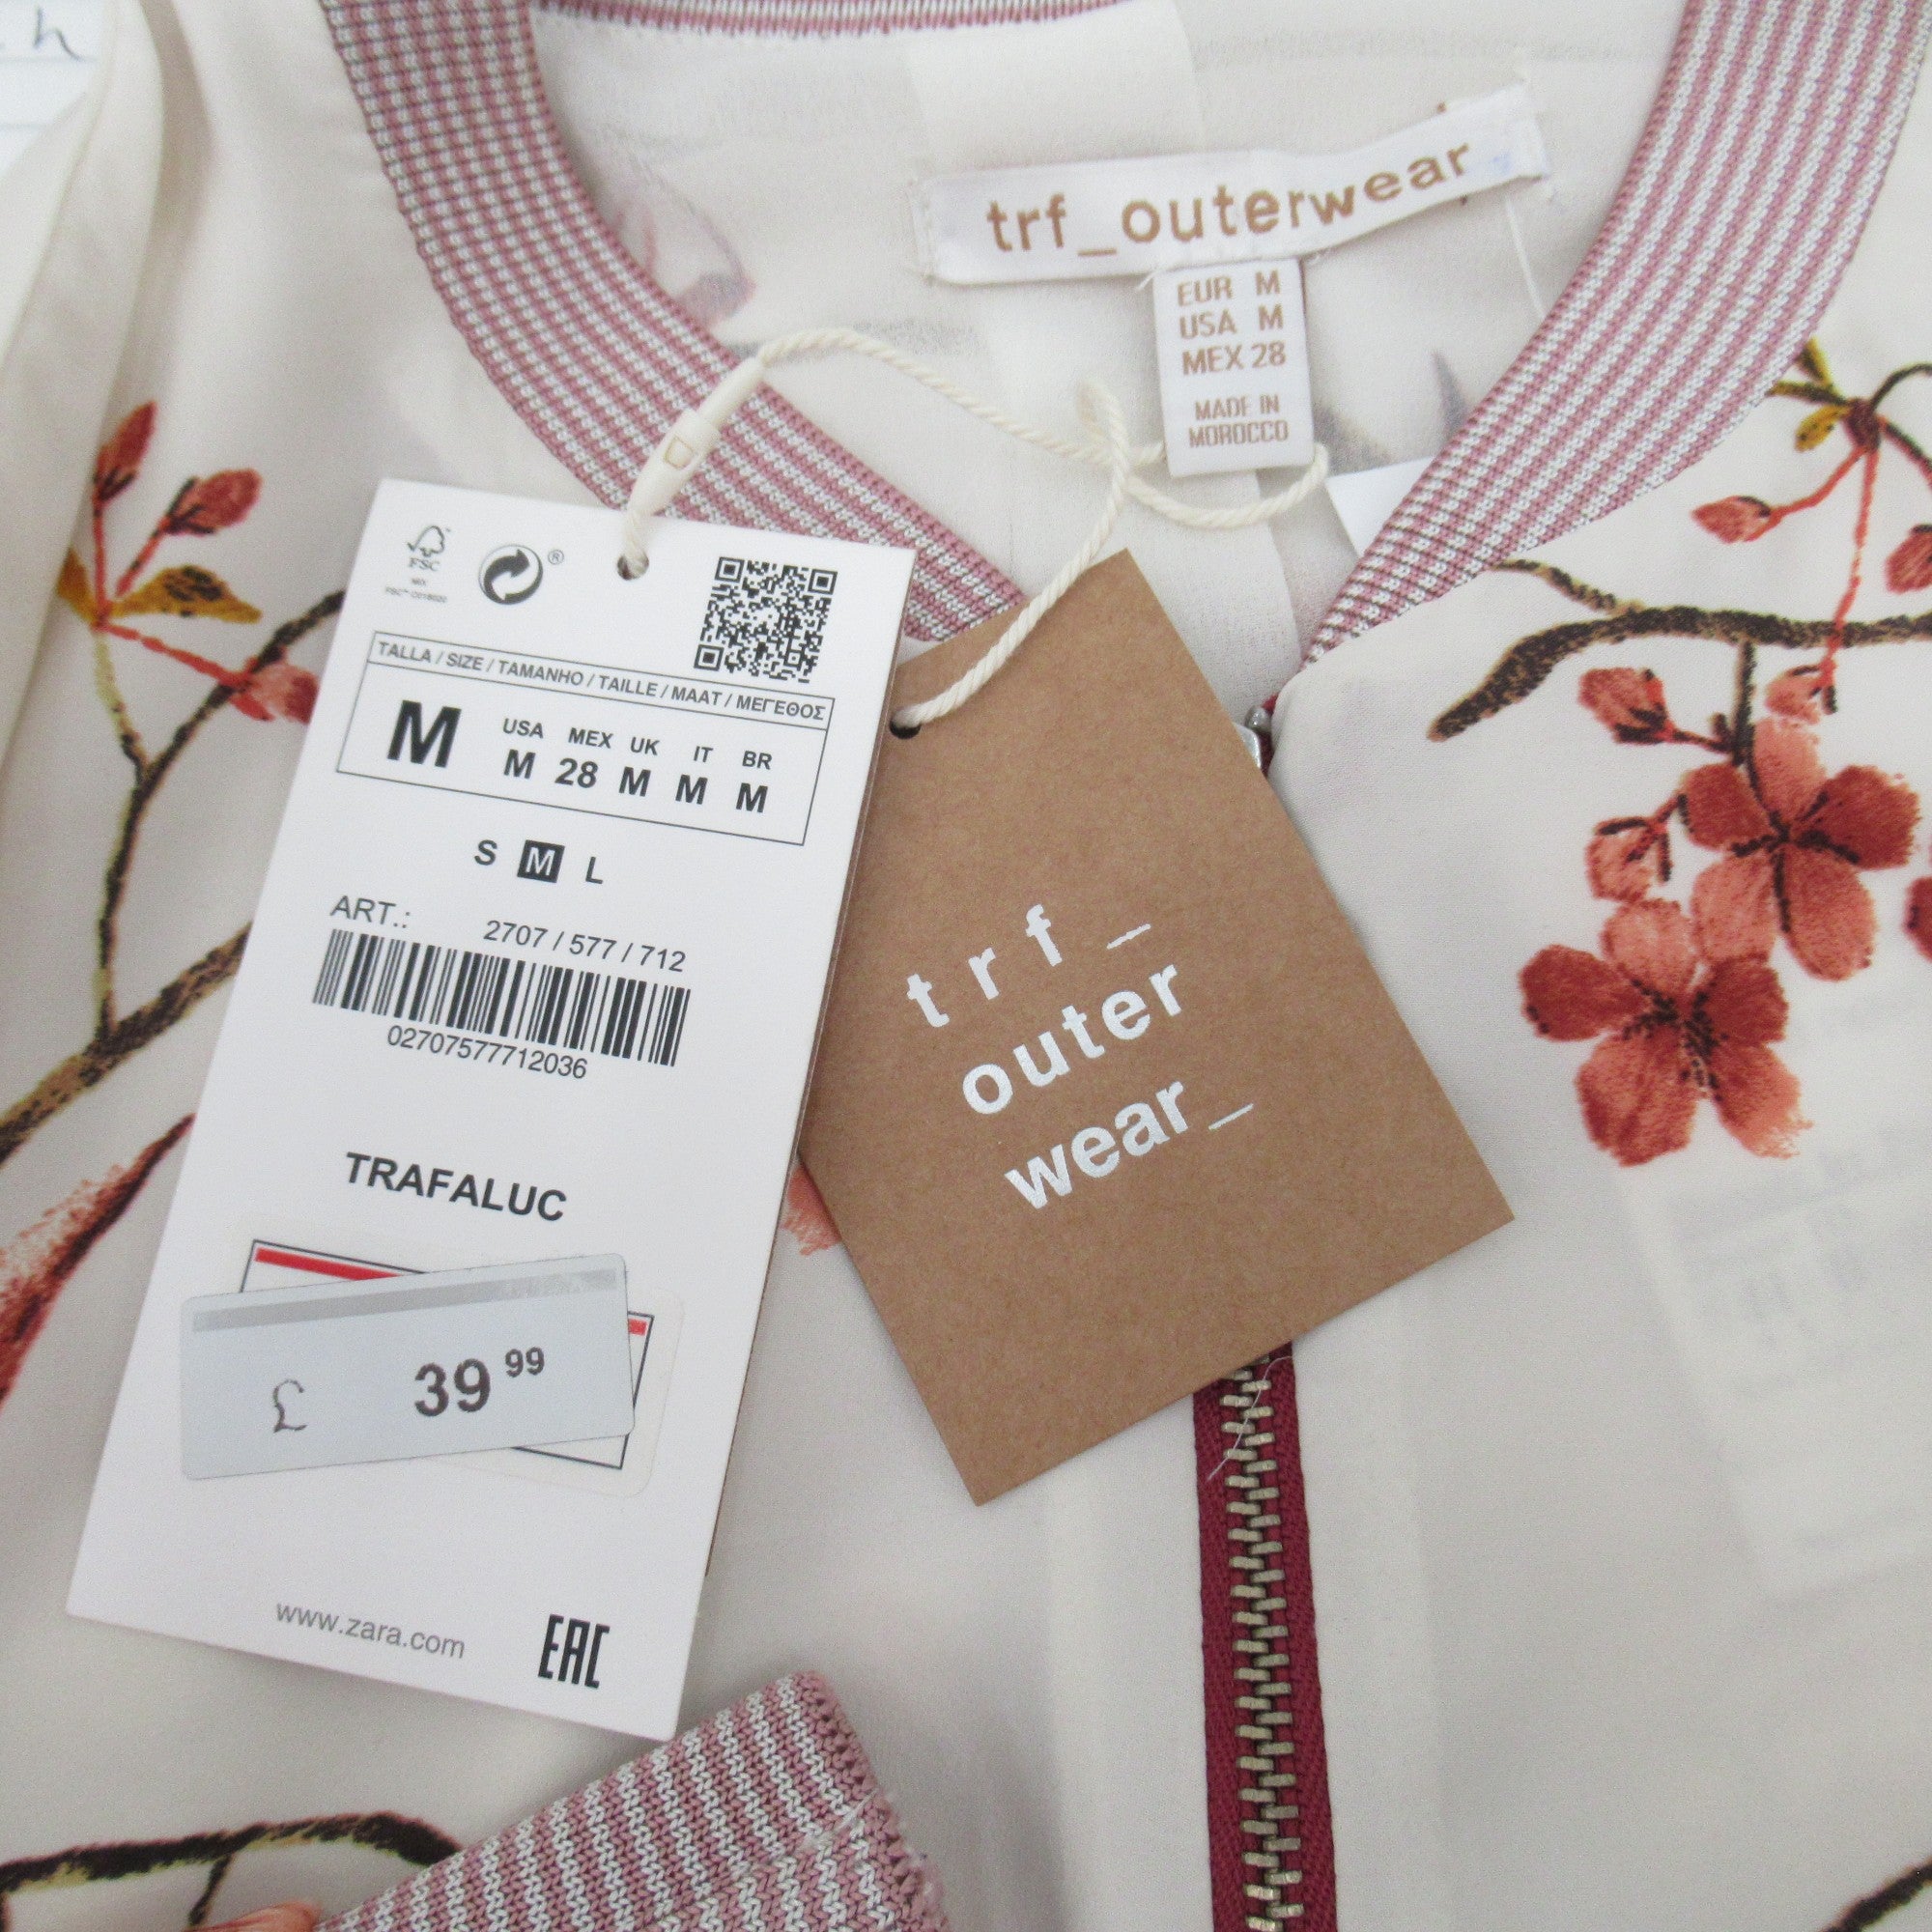 h
trf_outerwear
EUR M
USA M
MEX 28
MADE IN
MOROCCO
FSC
MIX
®
TALLA / SIZE / TAMANHO / TAILLE / MAAT / ΜΕΓΕΘΟΣ
M
USA MEX UK IT BR
M 28 M M M
S M L
ART.: 2707 / 577 / 712
02707577712036
TRAFALUC
£ 39 99
www.zara.com
EAC
trf_
outer
wear_